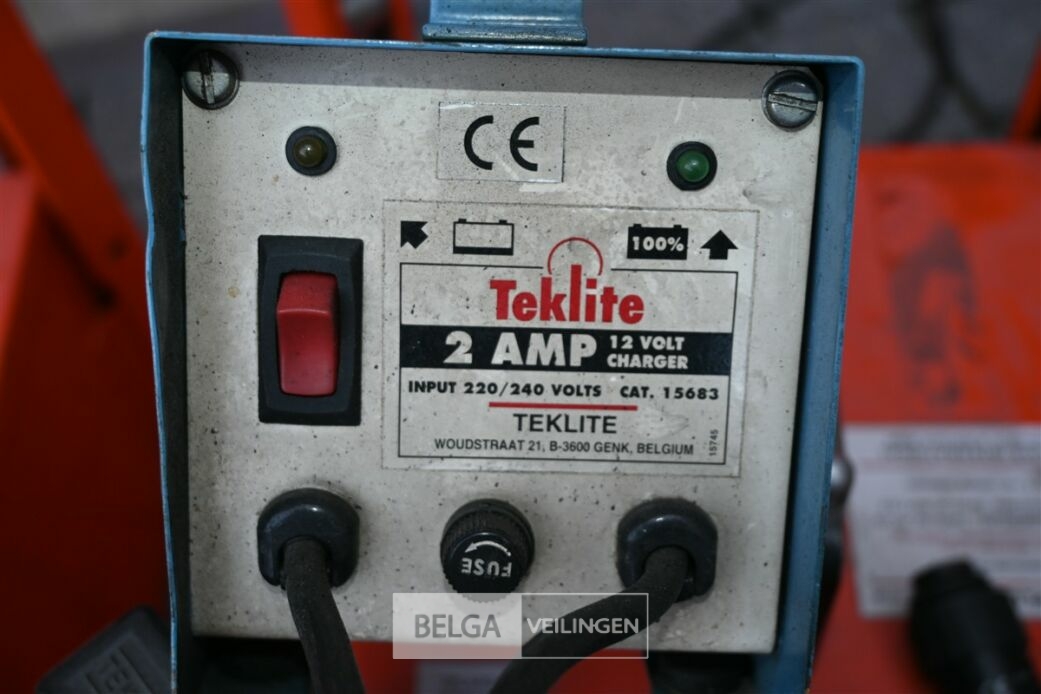 CE
100%
Teklite
2 AMP 12 VOLT CHARGER
INPUT 220/240 VOLTS CAT. 15683
TEKLITE
WOUDSTRAAT 21, B-3600 GENK, BELGIUM
15745
FUSE
BELGA VEILINGEN